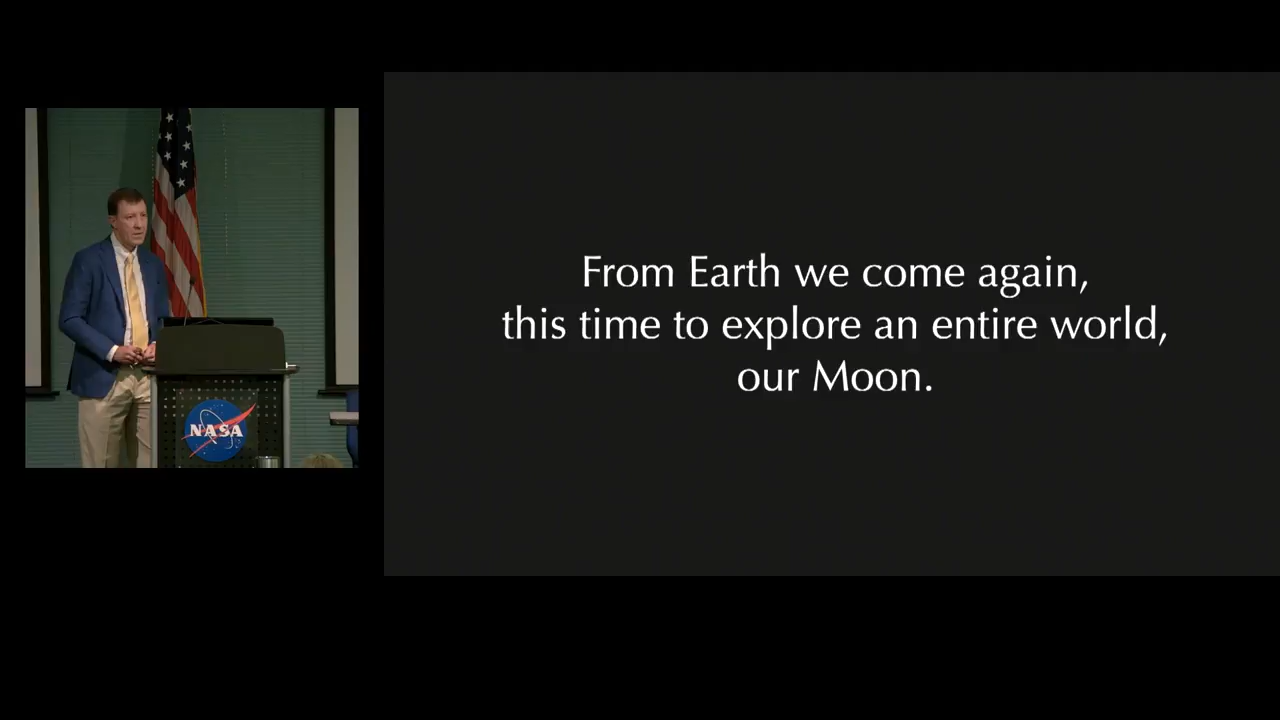 NASA
From Earth we come again,
this time to explore an entire world,
our Moon.